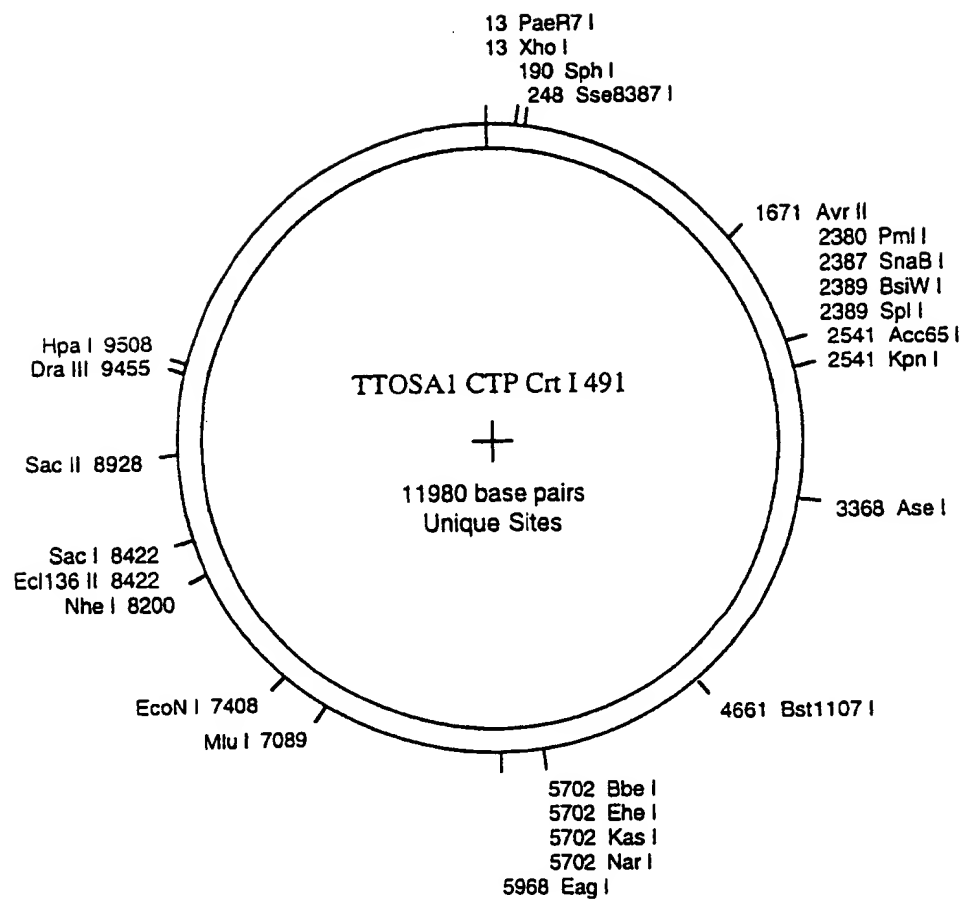 13 PaeR7 I
13 Xho I
190 Sph I
248 Sse8387 I
1671 Avr II
2380 Pml I
2387 SnaB I
2389 BsiW I
2389 Spl I
2541 Acc65 I
2541 Kpn I
Hpa I 9508
Dra III 9455
TTOSA1 CTP Crt I 491
Sac II 8928
11980 base pairs
Unique Sites
3368 Ase I
Sac I 8422
Ecl136 II 8422
Nhe I 8200
EcoN I 7408
Mlu I 7089
4661 Bst1107 I
5702 Bbe I
5702 Ehe I
5702 Kas I
5702 Nar I
5968 Eag I